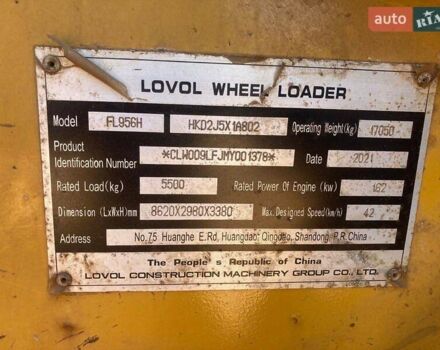 auto RIA
LOVOL WHEEL LOADER
Model FL956H HKD2J5X1A802 Operating Weight(kg) 17050
Product Identification Number *CLW009LFJMY001378* Date 2021
Rated Load(kg) 5500 Rated Power Of Engine (kw) 162
Dimension (LxWxH)mm 8620X2980X3380 Max. Designed Speed(km/h) 42
Address No.75 Huanghe E.Rd, Huangdao, Qingdao, Shandong, P.R.China
The People's Republic of China
LOVOL CONSTRUCTION MACHINERY GROUP CO., LTD.